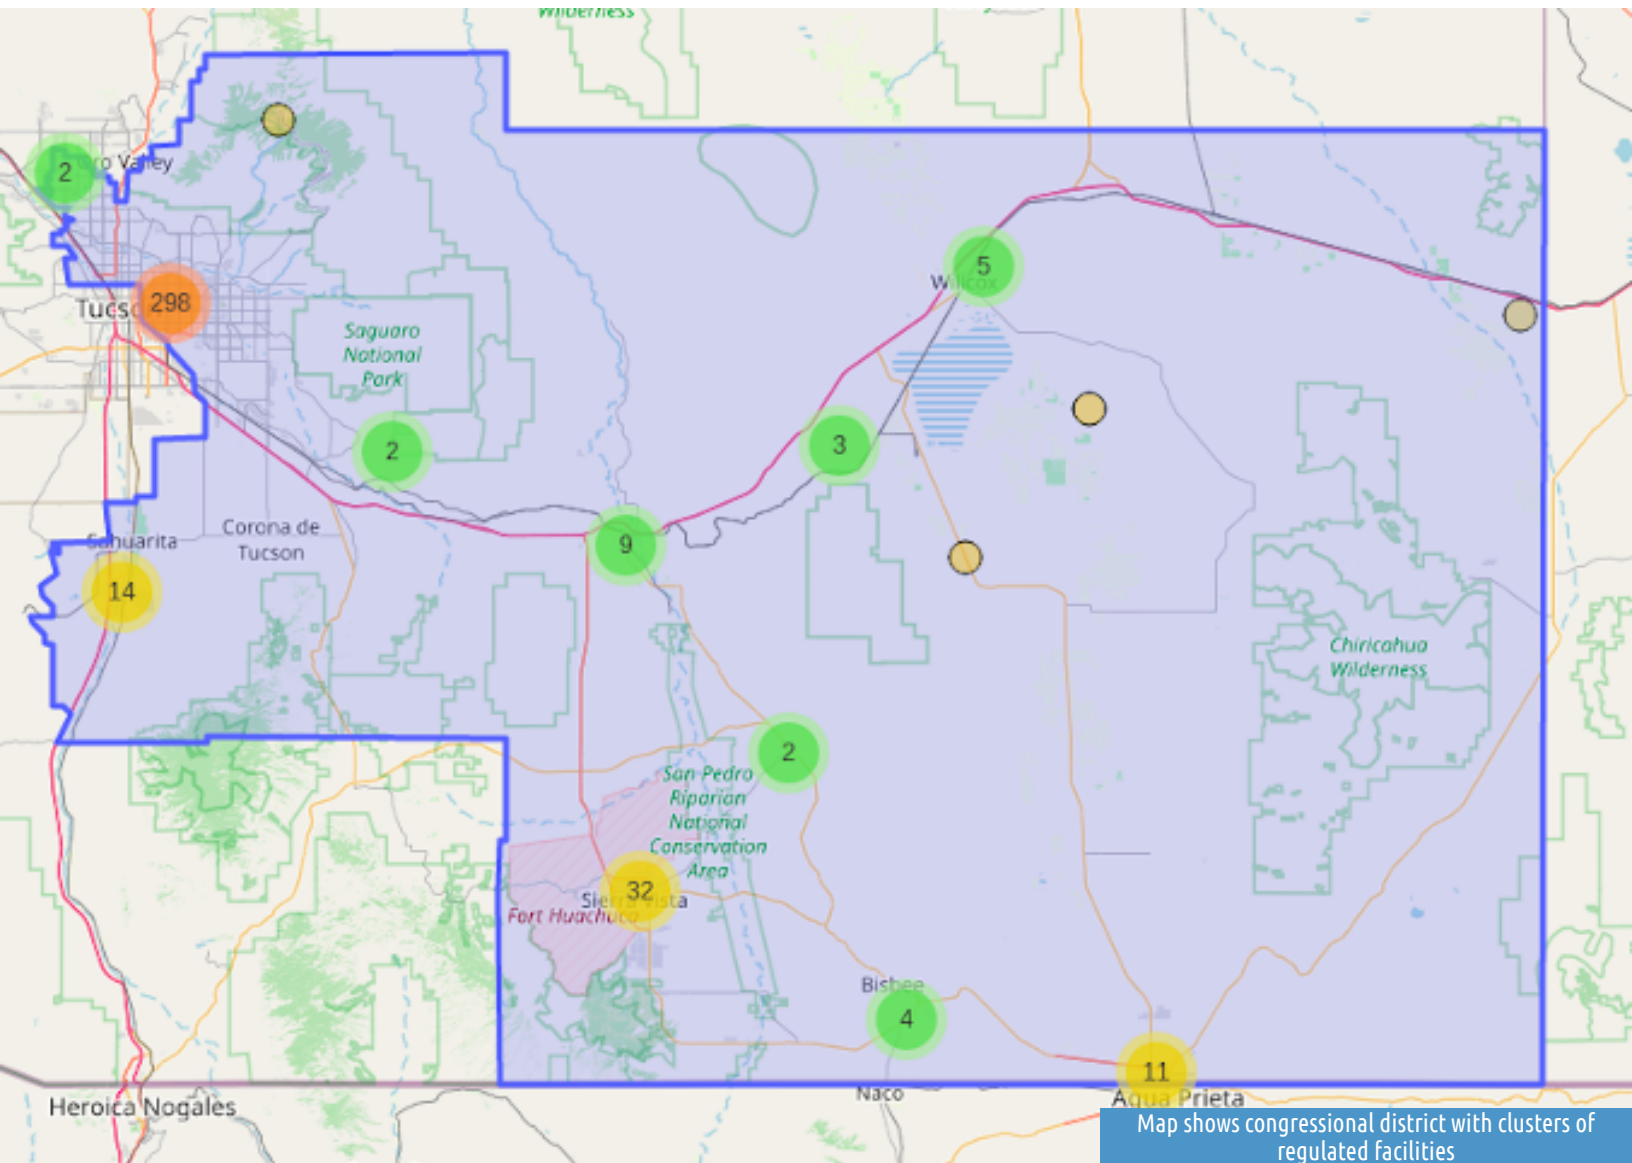 Wilderness
2
Oro Valley
298
Tucson
5
Willcox
Saguaro
National
Park
2
3
9
Corona de
Tucson
Sahuarita
14
Chiricahua
Wilderness
2
San Pedro
Riparian
National
Conservation
Area
32
Sierra Vista
Fort Huachuca
Bisbee
4
11
Naco
Agua Prieta
Heroica Nogales
Map shows congressional district with clusters of
regulated facilities